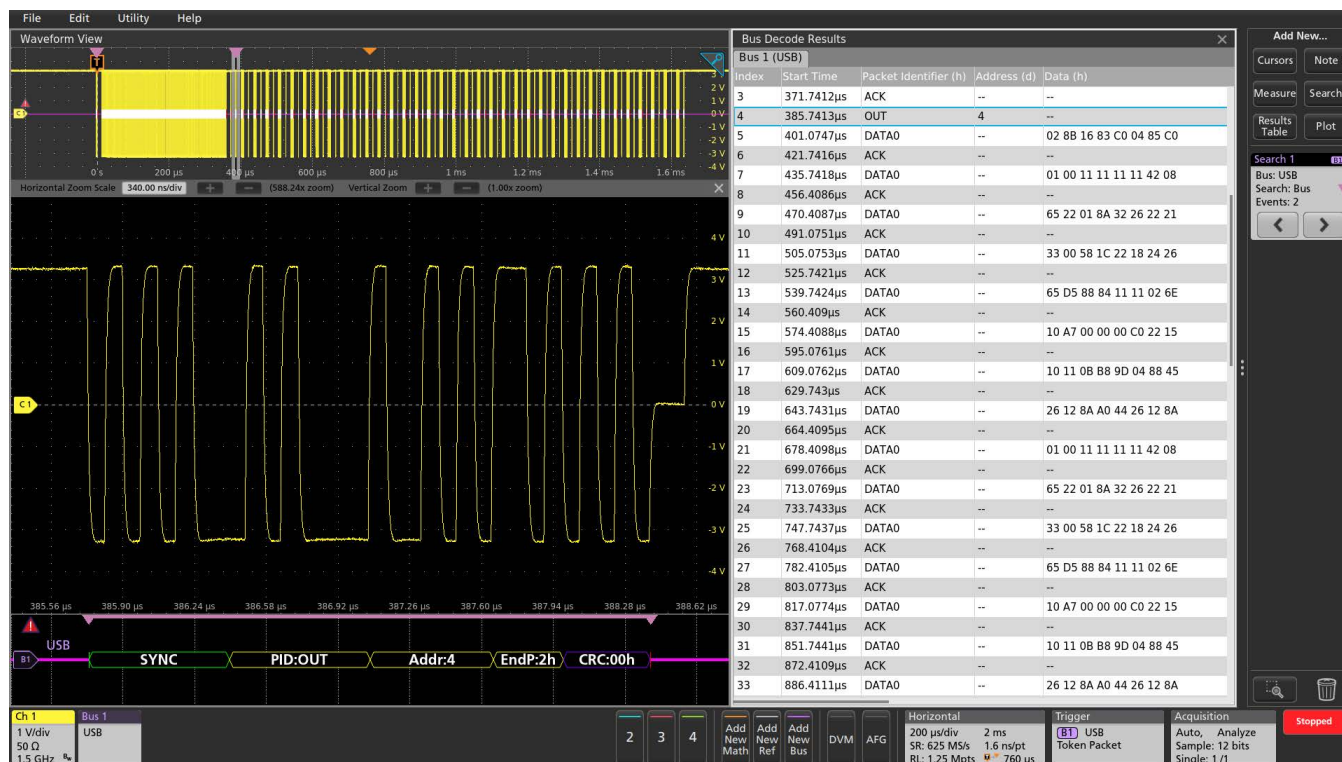 File Edit Utility Help
Waveform View
T
3 V
2 V
1 V
0 V
-1 V
-2 V
-3 V
-4 V
C1
0's 200 µs 400 µs 600 µs 800 µs 1 ms 1.2 ms 1.4 ms 1.6 ms
Horizontal Zoom Scale 340.00 ns/div + — (588.24x zoom) Vertical Zoom + — (1.00x zoom) ×
4 V
3 V
2 V
1 V
C1 0 V
-1 V
-2 V
-3 V
-4 V
385.56 µs 385.90 µs 386.24 µs 386.58 µs 386.92 µs 387.26 µs 387.60 µs 387.94 µs 388.28 µs 388.62 µs
USB
B1 SYNC PID:OUT Addr:4 EndP:2h CRC:00h
Bus Decode Results ×
Bus 1 (USB)
Index Start Time Packet Identifier (h) Address (d) Data (h)
3 371.7412µs ACK -- --
4 385.7413µs OUT 4 --
5 401.0747µs DATA0 -- 02 8B 16 83 C0 04 85 C0
6 421.7416µs ACK -- --
7 435.7418µs DATA0 -- 01 00 11 11 11 11 42 08
8 456.4086µs ACK -- --
9 470.4087µs DATA0 -- 65 22 01 8A 32 26 22 21
10 491.0751µs ACK -- --
11 505.0753µs DATA0 -- 33 00 58 1C 22 18 24 26
12 525.7421µs ACK -- --
13 539.7424µs DATA0 -- 65 D5 88 84 11 11 02 6E
14 560.409µs ACK -- --
15 574.4088µs DATA0 -- 10 A7 00 00 00 C0 22 15
16 595.0761µs ACK -- --
17 609.0762µs DATA0 -- 10 11 0B B8 9D 04 88 45
18 629.743µs ACK -- --
19 643.7431µs DATA0 -- 26 12 8A A0 44 26 12 8A
20 664.4095µs ACK -- --
21 678.4098µs DATA0 -- 01 00 11 11 11 11 42 08
22 699.0766µs ACK -- --
23 713.0769µs DATA0 -- 65 22 01 8A 32 26 22 21
24 733.7433µs ACK -- --
25 747.7437µs DATA0 -- 33 00 58 1C 22 18 24 26
26 768.4104µs ACK -- --
27 782.4105µs DATA0 -- 65 D5 88 84 11 11 02 6E
28 803.0773µs ACK -- --
29 817.0774µs DATA0 -- 10 A7 00 00 00 C0 22 15
30 837.7441µs ACK -- --
31 851.7441µs DATA0 -- 10 11 0B B8 9D 04 88 45
32 872.4109µs ACK -- --
33 886.4111µs DATA0 -- 26 12 8A A0 44 26 12 8A
Add New...
Cursors Note
Measure Search
Results Table Plot
Search 1 B1
Bus: USB
Search: Bus
Events: 2
Ch 1
1 V/div
50 Ω
1.5 GHz
Bus 1
USB
2 3 4
Add New Math
Add New Ref
Add New Bus
DVM AFG
Horizontal
200 µs/div 2 ms
SR: 625 MS/s 1.6 ns/pt
RL: 1.25 Mpts 760 µs
Trigger
B1 USB
Token Packet
Acquisition
Auto, Analyze
Sample: 12 bits
Single: 1 /1
Stopped